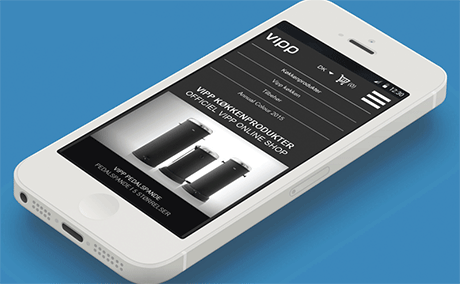 12:30
vipp
DK
(0)
Køkkenprodukter
Vipp køkken
Tilbehør
Annual Colour 2015
VIPP KØKKENPRODUKTER
OFFICIEL VIPP ONLINE SHOP
VIPP PEDALSPANDE
PEDALSPANDE I 5 STØRRELSER